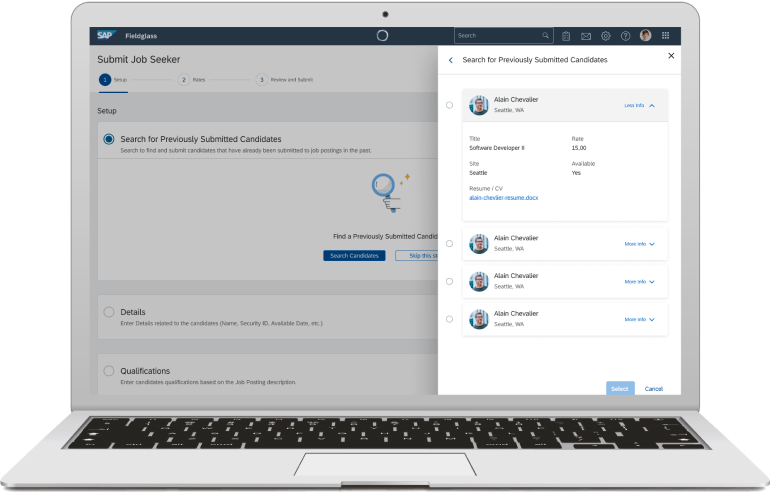 SAP Fieldglass
Search
Submit Job Seeker
1 Setup
2 Rates
3 Review and Submit
Setup
Search for Previously Submitted Candidates
Search to find and submit candidates that have already been submitted to job postings in the past.
Find a Previously Submitted Candid
Search Candidates
Skip this st
Details
Enter Details related to the candidates (Name, Security ID, Available Date, etc.)
Qualifications
Enter candidates qualifications based on the Job Posting description.
Search for Previously Submitted Candidates
Alain Chevalier
Seattle, WA
Less info
Title
Software Developer II
Rate
15.00
Site
Seattle
Available
Yes
Resume / CV
alain-chevlier-resume.docx
Alain Chevalier
Seattle, WA
More info
Alain Chevalier
Seattle, WA
More info
Alain Chevalier
Seattle, WA
More info
Select
Cancel